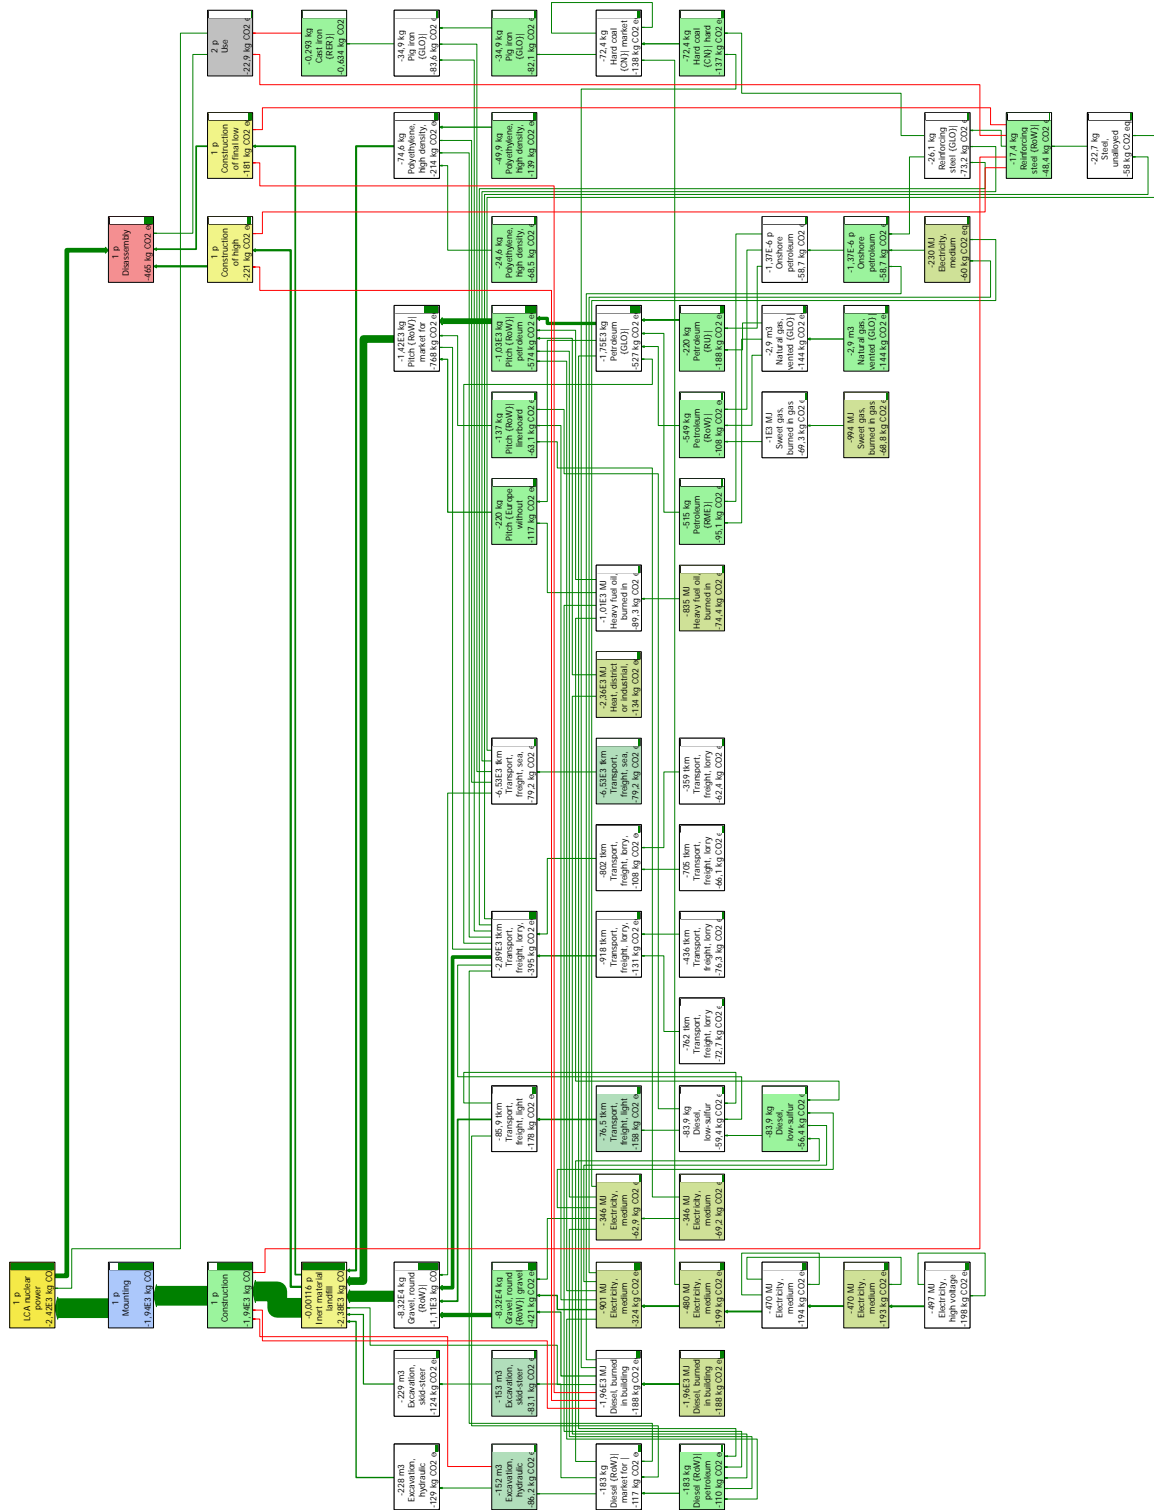 1 p
LCA nuclear
power
-2,42E3 kg CO
1 p
Mounting
-1,94E3 kg CO
1 p
Disassembly
-465 kg CO2 e
1 p
Construction
-1,94E3 kg CO
1 p
Construction
of high
-221 kg CO2 e
1 p
Construction
of final low
-181 kg CO2 e
2 p
Use
-22,9 kg CO2 e
-0,00116 p
Inert material
landfill
-2,38E3 kg CO
-0,293 kg
Cast iron
{RER}|
-0,634 kg CO2
-228 m3
Excavation,
hydraulic
-129 kg CO2 e
-229 m3
Excavation,
skid-steer
-124 kg CO2 e
-8,32E4 kg
Gravel, round
{RoW}|
-1,11E3 kg CO
-1,42E3 kg
Pitch {RoW}|
market for
-768 kg CO2 e
-74,6 kg
Polyethylene,
high density,
-214 kg CO2 e
-34,9 kg
Pig iron
{GLO}|
-83,6 kg CO2 e
-152 m3
Excavation,
hydraulic
-86,2 kg CO2 e
-153 m3
Excavation,
skid-steer
-83,1 kg CO2 e
-8,32E4 kg
Gravel, round
{RoW}| gravel
-421 kg CO2 e
-85,9 tkm
Transport,
freight, light
-178 kg CO2 e
-2,89E3 tkm
Transport,
freight, lorry,
-395 kg CO2 e
-6,53E3 tkm
Transport,
freight, sea,
-79,2 kg CO2 e
-220 kg
Pitch {Europe
without
-117 kg CO2 e
-137 kg
Pitch {RoW}|
linerboard
-63,1 kg CO2 e
-1,03E3 kg
Pitch {RoW}|
petroleum
-574 kg CO2 e
-24,6 kg
Polyethylene,
high density,
-68,5 kg CO2 e
-49,9 kg
Polyethylene,
high density,
-139 kg CO2 e
-34,9 kg
Pig iron
{GLO}|
-82,1 kg CO2 e
-183 kg
Diesel {RoW}|
market for |
-117 kg CO2 e
-1,96E3 MJ
Diesel, burned
in building
-188 kg CO2 e
-901 MJ
Electricity,
medium
-324 kg CO2 e
-346 MJ
Electricity,
medium
-62,9 kg CO2 e
-76,5 tkm
Transport,
freight, light
-158 kg CO2 e
-918 tkm
Transport,
freight, lorry,
-131 kg CO2 e
-802 tkm
Transport,
freight, lorry,
-108 kg CO2 e
-6,53E3 tkm
Transport,
freight, sea,
-79,2 kg CO2 e
-2,36E3 MJ
Heat, district
or industrial,
-134 kg CO2 e
-1,01E3 MJ
Heavy fuel oil,
burned in
-89,3 kg CO2 e
-1,75E3 kg
Petroleum
{GLO}|
-527 kg CO2 e
-72,4 kg
Hard coal
{CN}| market
-138 kg CO2 e
-183 kg
Diesel {RoW}|
petroleum
-110 kg CO2 e
-1,96E3 MJ
Diesel, burned
in building
-188 kg CO2 e
-480 MJ
Electricity,
medium
-199 kg CO2 e
-346 MJ
Electricity,
medium
-69,2 kg CO2 e
-83,9 kg
Diesel,
low-sulfur
-59,4 kg CO2 e
-762 tkm
Transport,
freight, lorry
-72,7 kg CO2 e
-436 tkm
Transport,
freight, lorry
-76,3 kg CO2 e
-705 tkm
Transport,
freight, lorry
-66,1 kg CO2 e
-359 tkm
Transport,
freight, lorry
-62,4 kg CO2 e
-835 MJ
Heavy fuel oil,
burned in
-74,4 kg CO2 e
-515 kg
Petroleum
{RME}|
-95,1 kg CO2 e
-549 kg
Petroleum
{RoW}|
-108 kg CO2 e
-220 kg
Petroleum
{RU}|
-188 kg CO2 e
-72,4 kg
Hard coal
{CN}| hard
-137 kg CO2 e
-470 MJ
Electricity,
medium
-194 kg CO2 e
-83,9 kg
Diesel,
low-sulfur
-56,4 kg CO2 e
-1E3 MJ
Sweet gas,
burned in gas
-69,3 kg CO2 e
-2,9 m3
Natural gas,
vented {GLO}|
-144 kg CO2 e
-1,37E-6 p
Onshore
petroleum
-58,7 kg CO2 e
-470 MJ
Electricity,
medium
-193 kg CO2 e
-994 MJ
Sweet gas,
burned in gas
-68,8 kg CO2 e
-2,9 m3
Natural gas,
vented {GLO}|
-144 kg CO2 e
-1,37E-6 p
Onshore
petroleum
-58,7 kg CO2 e
-497 MJ
Electricity,
high voltage
-198 kg CO2 e
-230 MJ
Electricity,
medium
-60 kg CO2 eq
-26,1 kg
Reinforcing
steel {GLO}|
-73,2 kg CO2 e
-17,4 kg
Reinforcing
steel {RoW}|
-48,4 kg CO2 e
-22,7 kg
Steel,
unalloyed
-58 kg CO2 eq